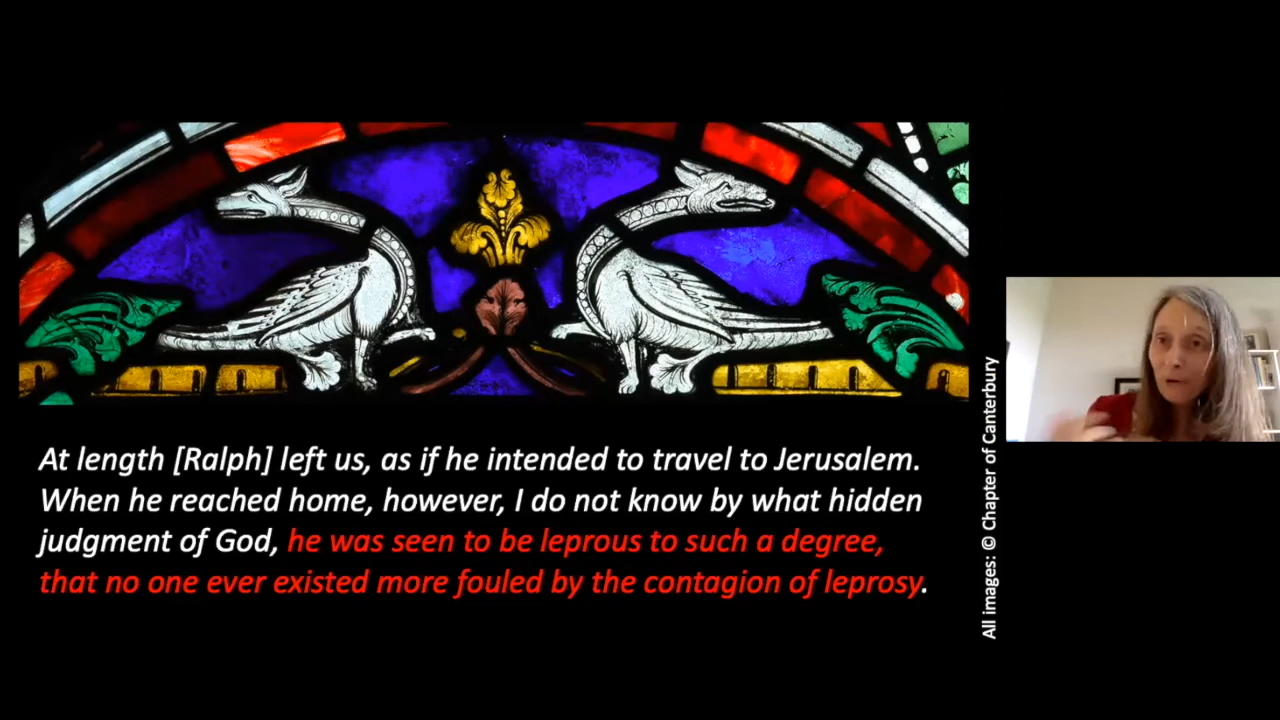 At length [Ralph] left us, as if he intended to travel to Jerusalem.
When he reached home, however, I do not know by what hidden
judgment of God, he was seen to be leprous to such a degree,
that no one ever existed more fouled by the contagion of leprosy.
All images: © Chapter of Canterbury